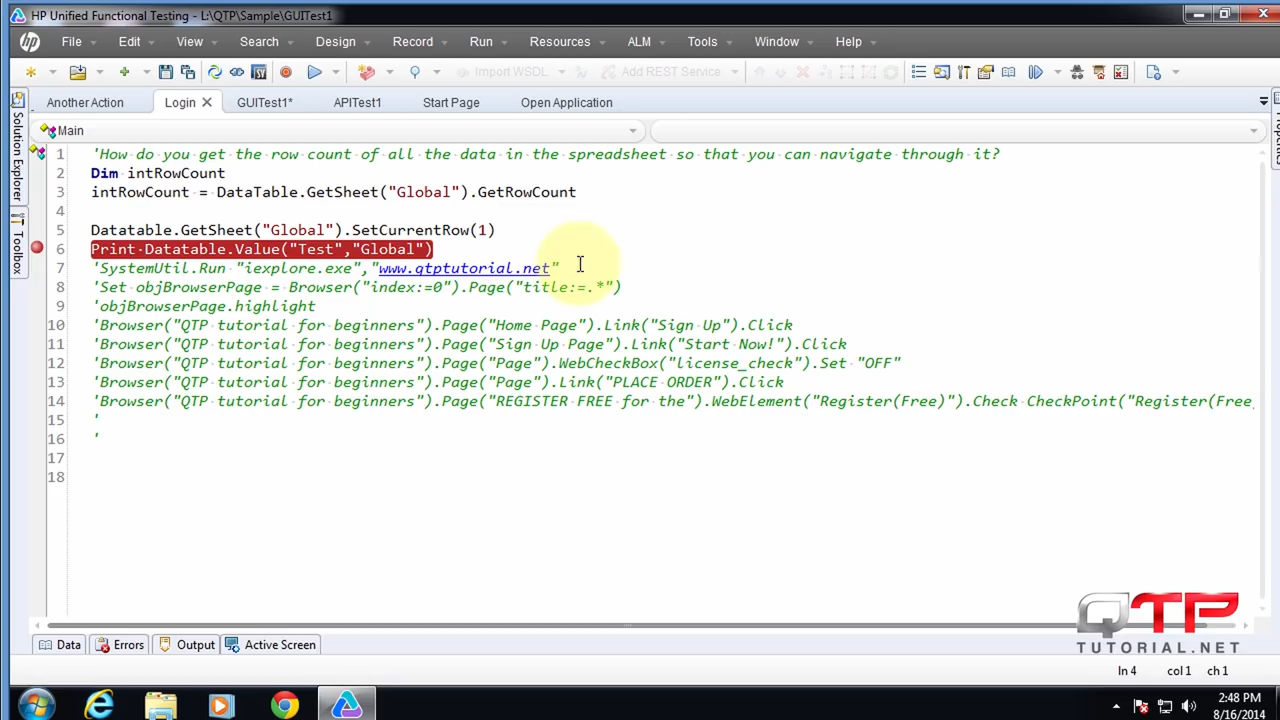 HP Unified Functional Testing - L:\QTP\Sample\GUITest1
File Edit View Search Design Record Run Resources ALM Tools Window Help
Import WSDL Add REST Service
Another Action Login GUITest1* APITest1 Start Page Open Application
Main
Solution Explorer
Toolbox
Properties
1 'How do you get the row count of all the data in the spreadsheet so that you can navigate through it?
2 Dim intRowCount
3 intRowCount = DataTable.GetSheet("Global").GetRowCount
4
5 Datatable.GetSheet("Global").SetCurrentRow(1)
6 Print Datatable.Value("Test","Global")
7 'SystemUtil.Run "iexplore.exe","www.qtptutorial.net"
8 'Set objBrowserPage = Browser("index:=0").Page("title:=.*")
9 'objBrowserPage.highlight
10 'Browser("QTP tutorial for beginners").Page("Home Page").Link("Sign Up").Click
11 'Browser("QTP tutorial for beginners").Page("Sign Up Page").Link("Start Now!").Click
12 'Browser("QTP tutorial for beginners").Page("Page").WebCheckBox("license_check").Set "OFF"
13 'Browser("QTP tutorial for beginners").Page("Page").Link("PLACE ORDER").Click
14 'Browser("QTP tutorial for beginners").Page("REGISTER FREE for the").WebElement("Register(Free)").Check CheckPoint("Register(Free
15 '
16 '
17
18
QTP
TUTORIAL.NET
Data Errors Output Active Screen
ln 4 col 1 ch 1
2:48 PM
8/16/2014